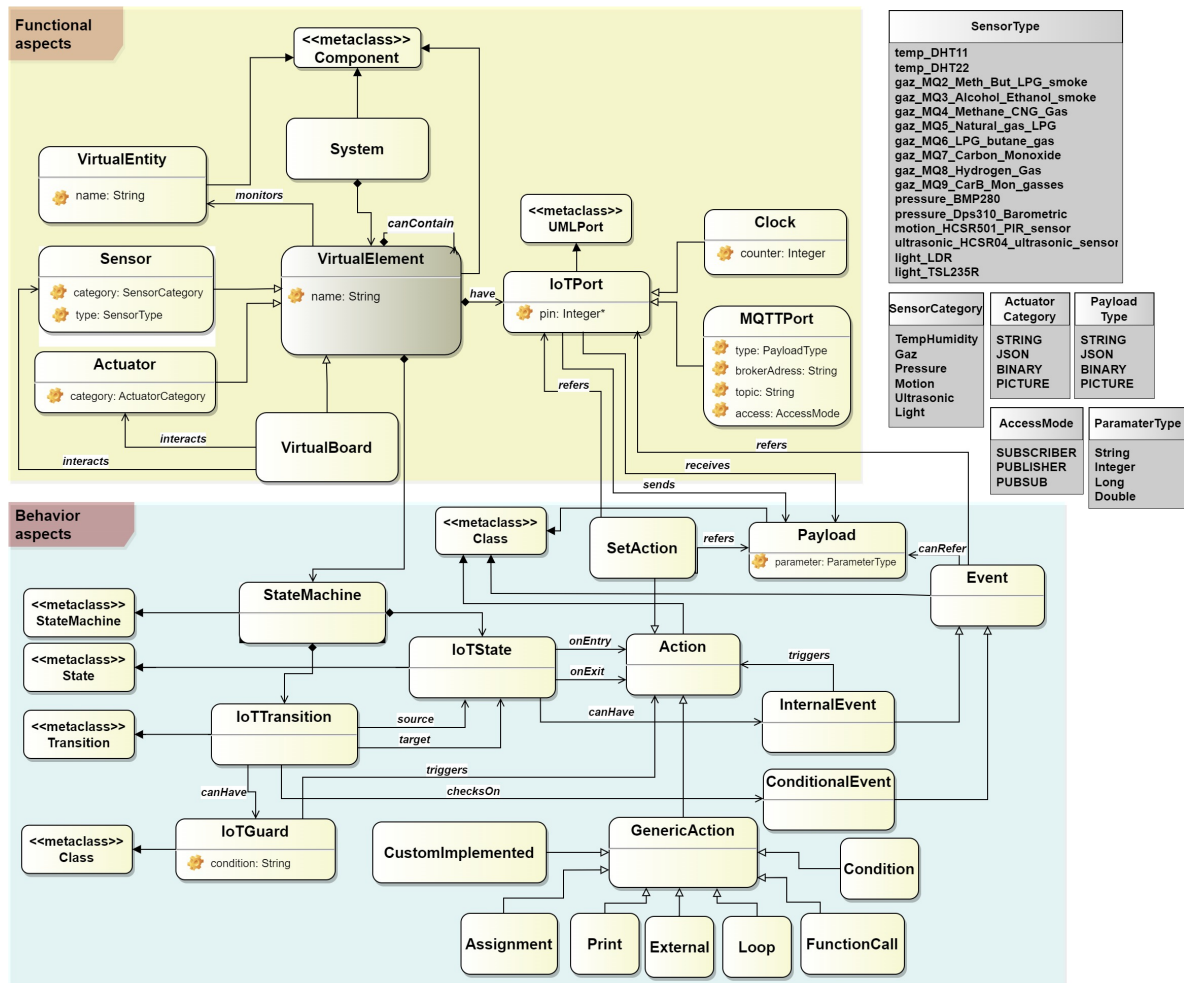 Functional
aspects
<<metaclass>>
Component
System
VirtualEntity
name: String
monitors
canContain
Sensor
category: SensorCategory
type: SensorType
VirtualElement
name: String
Actuator
category: ActuatorCategory
interacts
interacts
VirtualBoard
have
<<metaclass>>
UMLPort
IoTPort
pin: Integer*
Clock
counter: Integer
MQTTPort
type: PayloadType
brokerAdress: String
topic: String
access: AccessMode
refers
refers
receives
sends
SensorType
temp_DHT11
temp_DHT22
gaz_MQ2_Meth_But_LPG_smoke
gaz_MQ3_Alcohol_Ethanol_smoke
gaz_MQ4_Methane_CNG_Gas
gaz_MQ5_Natural_gas_LPG
gaz_MQ6_LPG_butane_gas
gaz_MQ7_Carbon_Monoxide
gaz_MQ8_Hydrogen_Gas
gaz_MQ9_CarB_Mon_gasses
pressure_BMP280
pressure_Dps310_Barometric
motion_HCSR501_PIR_sensor
ultrasonic_HCSR04_ultrasonic_sensor
light_LDR
light_TSL235R
SensorCategory
TempHumidity
Gaz
Pressure
Motion
Ultrasonic
Light
Actuator
Category
STRING
JSON
BINARY
PICTURE
Payload
Type
STRING
JSON
BINARY
PICTURE
AccessMode
SUBSCRIBER
PUBLISHER
PUBSUB
ParamaterType
String
Integer
Long
Double
Behavior
aspects
<<metaclass>>
Class
SetAction
refers
Payload
parameter: ParameterType
canRefer
Event
<<metaclass>>
StateMachine
StateMachine
<<metaclass>>
State
IoTState
onEntry
onExit
Action
triggers
InternalEvent
canHave
<<metaclass>>
Transition
IoTTransition
source
target
triggers
checksOn
ConditionalEvent
canHave
<<metaclass>>
Class
IoTGuard
condition: String
CustomImplemented
GenericAction
Condition
Assignment
Print
External
Loop
FunctionCall